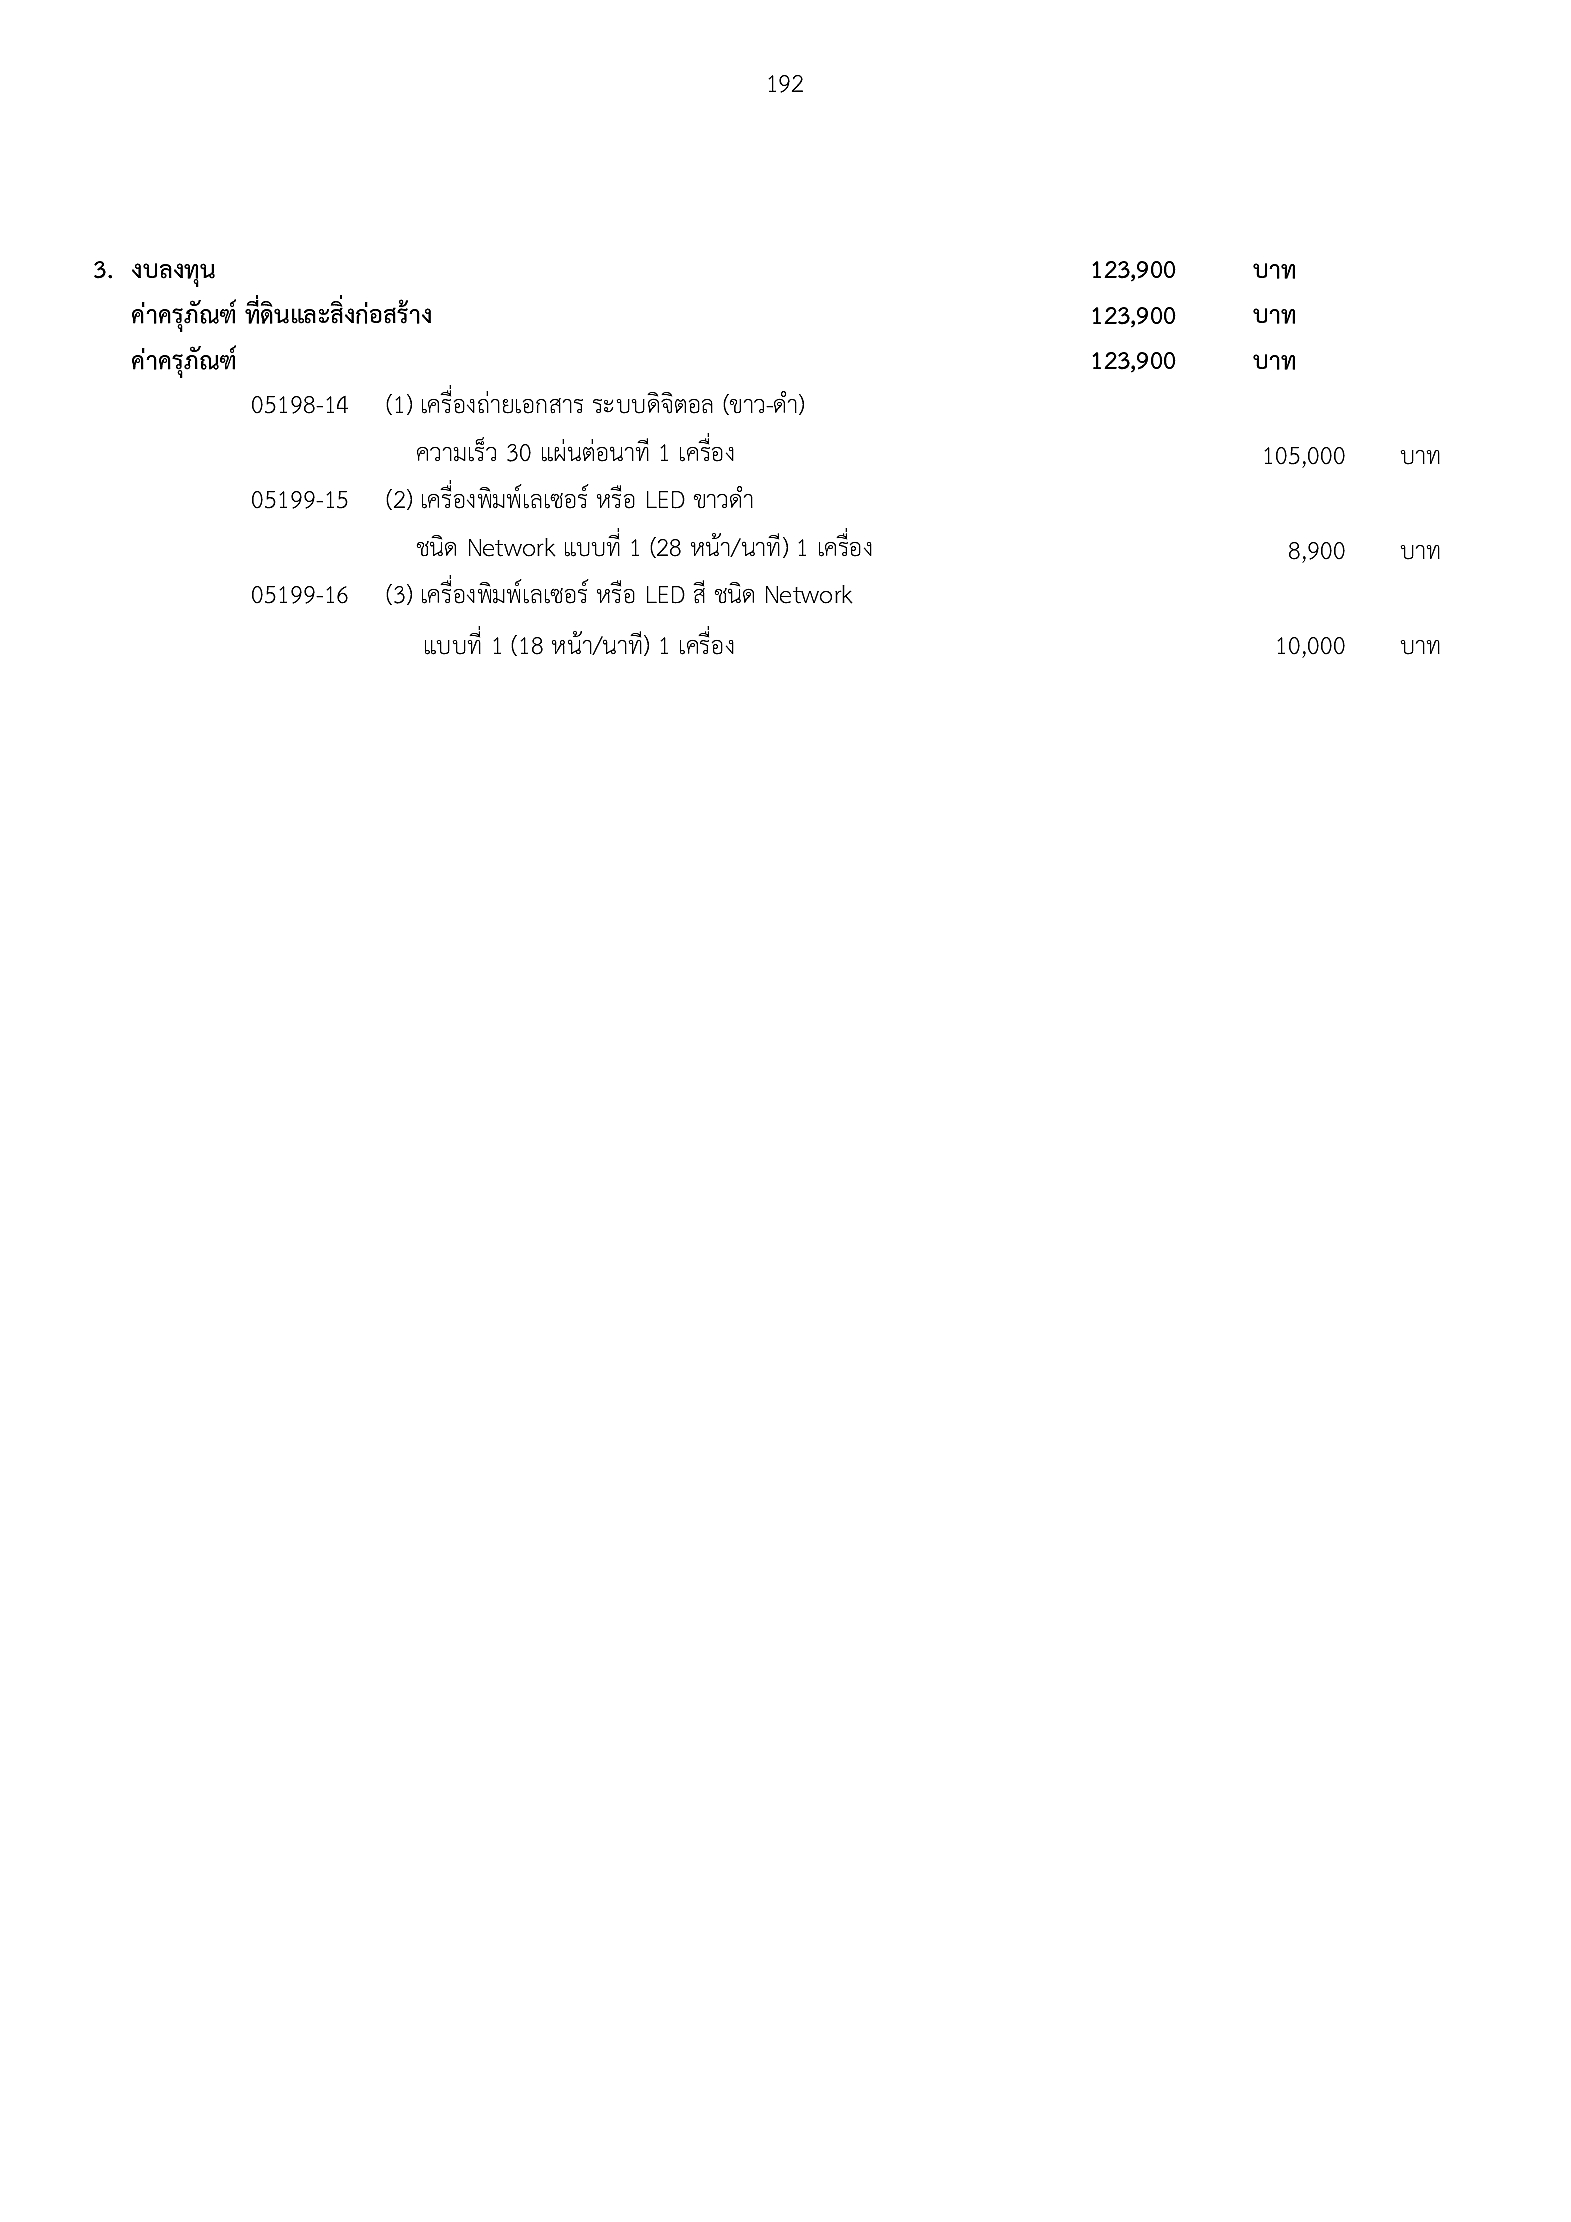 192
3. งบลงทุน 123,900 บาท
ค่าครุภัณฑ์ ที่ดินและสิ่งก่อสร้าง 123,900 บาท
ค่าครุภัณฑ์ 123,900 บาท
05198-14 (1) เครื่องถ่ายเอกสาร ระบบดิจิตอล (ขาว-ดำ)
ความเร็ว 30 แผ่นต่อนาที 1 เครื่อง 105,000 บาท
05199-15 (2) เครื่องพิมพ์เลเซอร์ หรือ LED ขาวดำ
ชนิด Network แบบที่ 1 (28 หน้า/นาที) 1 เครื่อง 8,900 บาท
05199-16 (3) เครื่องพิมพ์เลเซอร์ หรือ LED สี ชนิด Network
แบบที่ 1 (18 หน้า/นาที) 1 เครื่อง 10,000 บาท